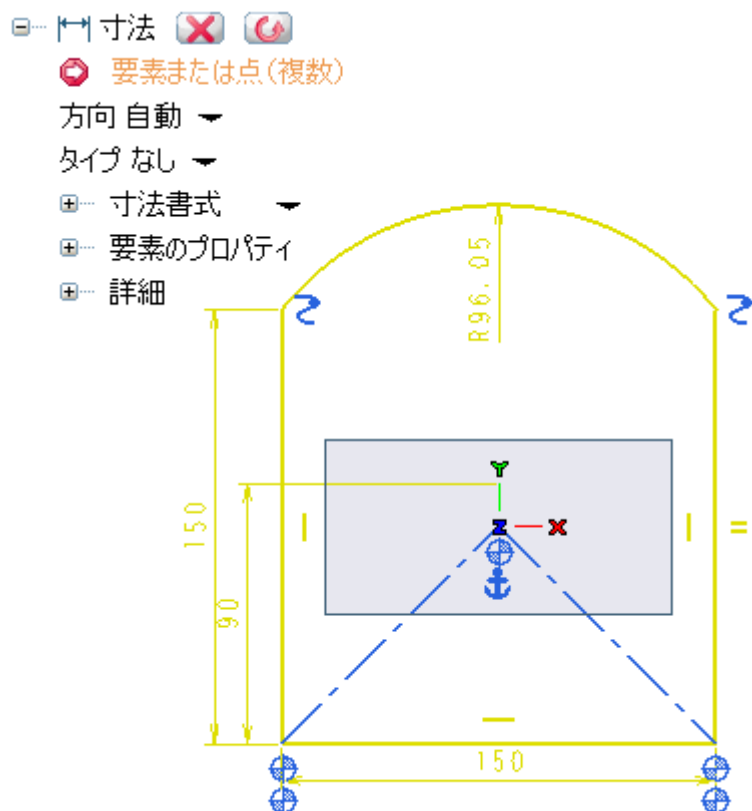 寸法
要素または点(複数)
方向 自動
タイプ なし
寸法書式
要素のプロパティ
詳細
R96.05
150
90
Y
Z
X
150